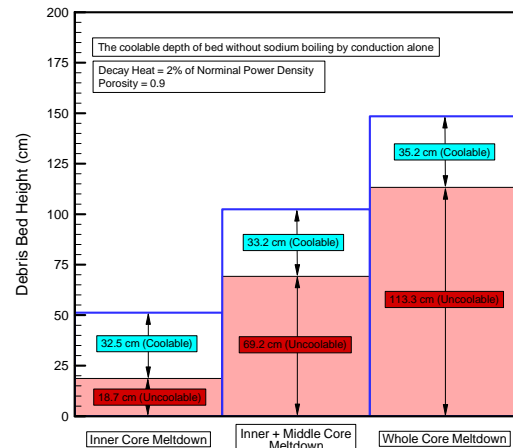 200
The coolable depth of bed without sodium boiling by conduction alone
Decay Heat = 2% of Norminal Power Density
Porosity = 0.9
175
150
125
100
75
50
25
0
Debris Bed Height (cm)
35.2 cm (Coolable)
33.2 cm (Coolable)
113.3 cm (Uncoolable)
32.5 cm (Coolable)
69.2 cm (Uncoolable)
18.7 cm (Uncoolable)
Inner Core Meltdown
Inner + Middle Core
Meltdown
Whole Core Meltdown